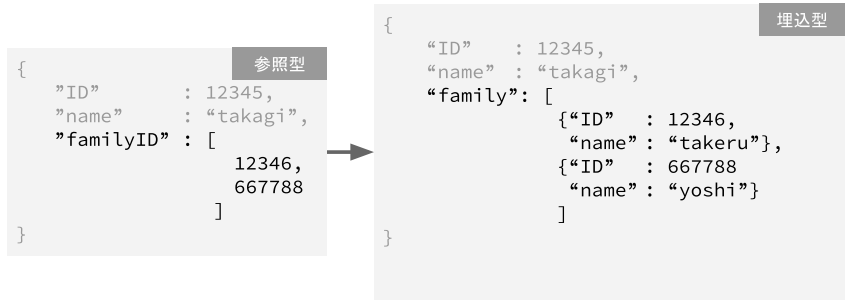 参照型
{
”ID” : 12345,
”name” : “takagi”,
”familyID” : [
12346,
667788
]
}
埋込型
{
“ID” : 12345,
“name” : “takagi”,
“family”: [
{“ID” : 12346,
“name” : “takeru”},
{“ID” : 667788
“name” : “yoshi”}
]
}